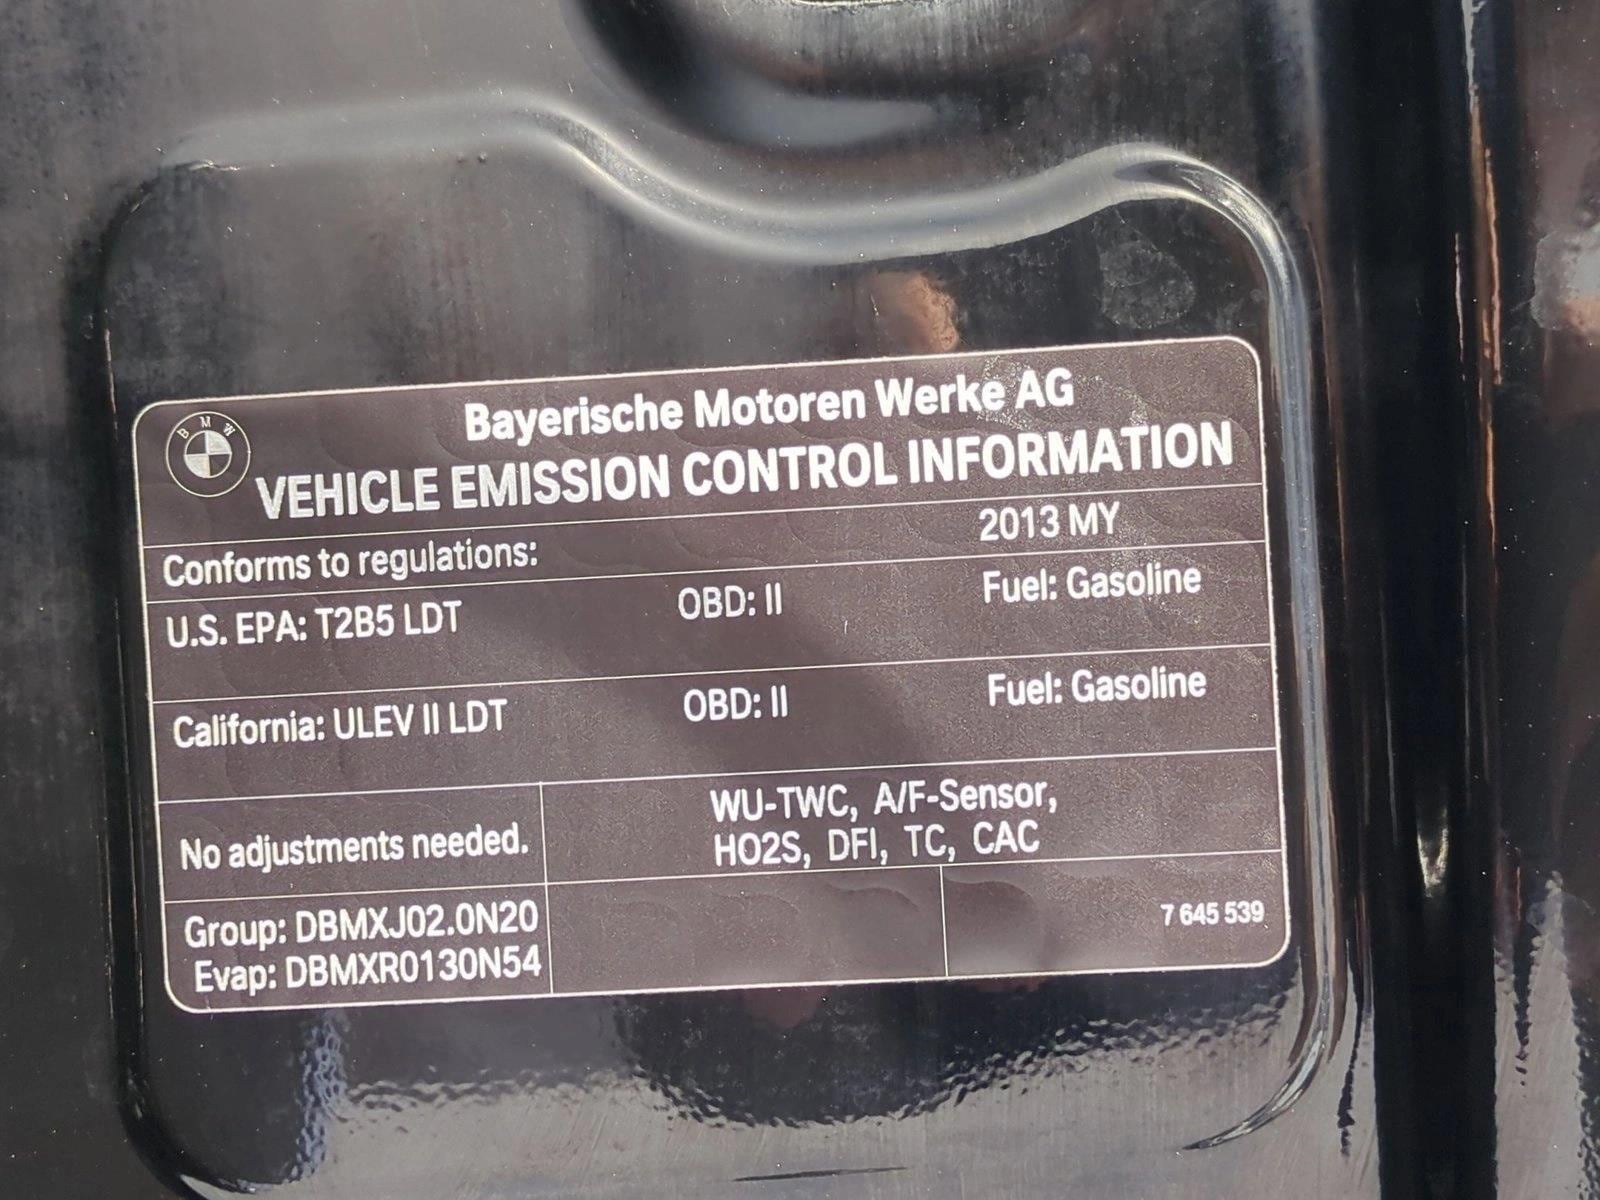 BMW
Bayerische Motoren Werke AG
VEHICLE EMISSION CONTROL INFORMATION
Conforms to regulations: 2013 MY
U.S. EPA: T2B5 LDT OBD: II Fuel: Gasoline
California: ULEV II LDT OBD: II Fuel: Gasoline
No adjustments needed.
WU-TWC, A/F-Sensor,
HO2S, DFI, TC, CAC
Group: DBMXJ02.0N20
Evap: DBMXR0130N54
7 645 539